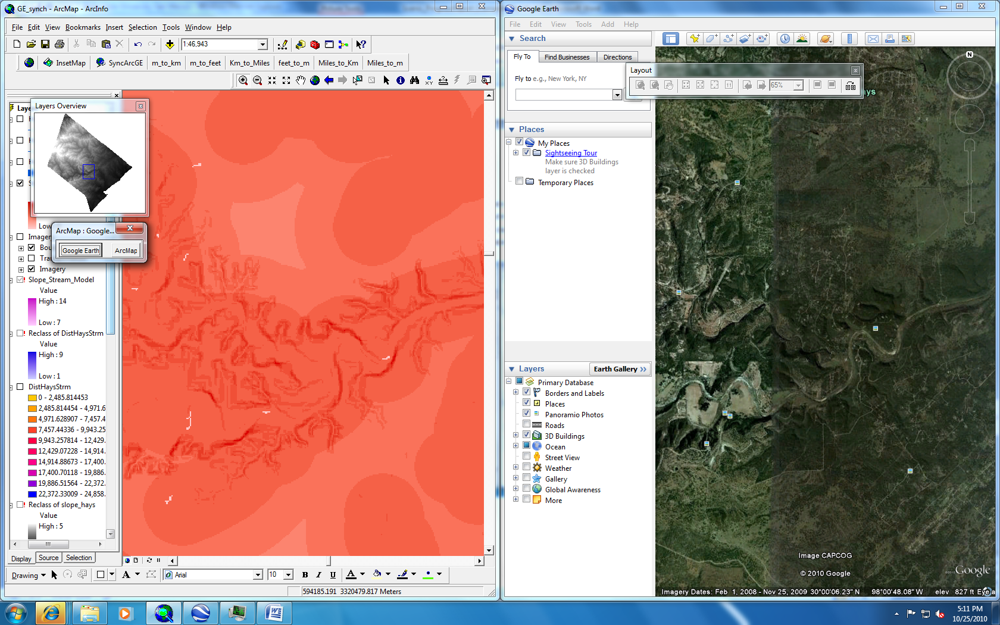 GE_synch - ArcMap - ArcInfo
File Edit View Bookmarks Insert Selection Tools Window Help
1:46,943
InsetMap SyncArcGE m_to_km m_to_feet Km_to_Miles feet_to_m Miles_to_Km Miles_to_m
Layers Overview
Laye
Low
ArcMap : Google...
Google Earth ArcMap
Imager
Bou
Tra
Imagery
Slope_Stream_Model
Value
High : 14
Low : 7
Reclass of DistHaysStrm
Value
High : 9
Low : 1
DistHaysStrm
0 - 2,485.814453
2,485.814454 - 4,971.6
4,971.628907 - 7,457.4
7,457.44336 - 9,943.25
9,943.257814 - 12,429.
12,429.07228 - 14,914.
14,914.88673 - 17,400.
17,400.70118 - 19,886.
19,886.51564 - 22,372.
22,372.33009 - 24,858.
Reclass of slope_hays
Value
High : 5
Display Source Selection
Drawing A Arial 10 B I U A
594185.191 3320479.817 Meters
Google Earth
File Edit View Tools Add Help
Search
Fly To Find Businesses Directions
Fly to e.g., New York, NY
Layout
65%
ys
N
Places
My Places
Sightseeing Tour
Make sure 3D Buildings
layer is checked
Temporary Places
Layers Earth Gallery >>
Primary Database
Borders and Labels
Places
Panoramio Photos
Roads
3D Buildings
Ocean
Street View
Weather
Gallery
Global Awareness
More
Image CAPCOG
© 2010 Google
Google
Imagery Dates: Feb 1, 2008 - Nov 25, 2009 30°00'06.23" N 98°00'48.08" W elev 827 ft Eye a
5:11 PM
10/25/2010